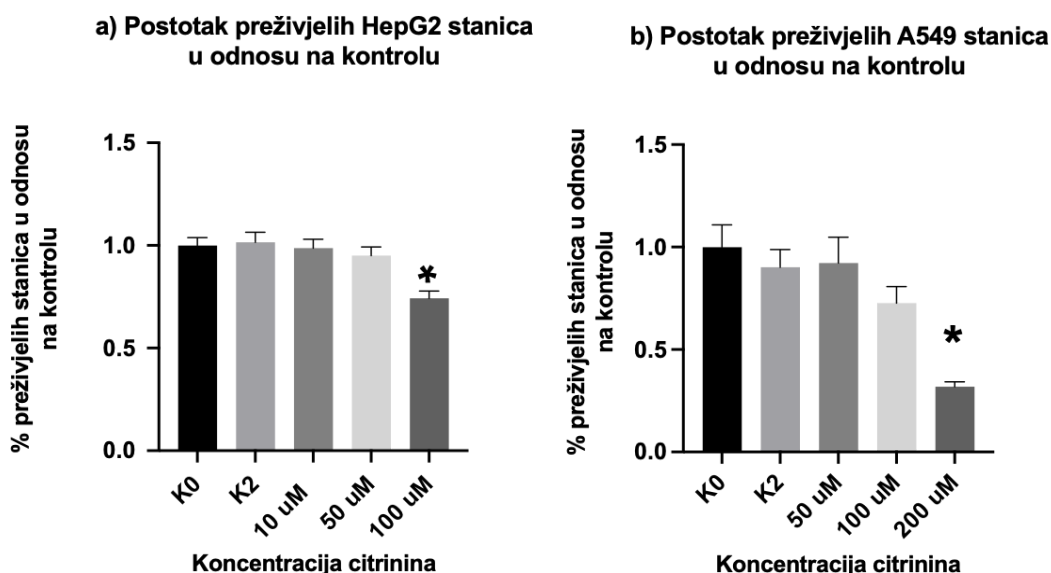 a) Postotak preživjelih HepG2 stanica
u odnosu na kontrolu
% preživjelih stanica u odnosu
na kontrolu
1.5
1.0
0.5
0.0
*
K0
K2
10 uM
50 uM
100 uM
Koncentracija citrinina
b) Postotak preživjelih A549 stanica
u odnosu na kontrolu
% preživjelih stanica u odnosu
na kontrolu
1.5
1.0
0.5
0.0
*
K0
K2
50 uM
100 uM
200 uM
Koncentracija citrinina